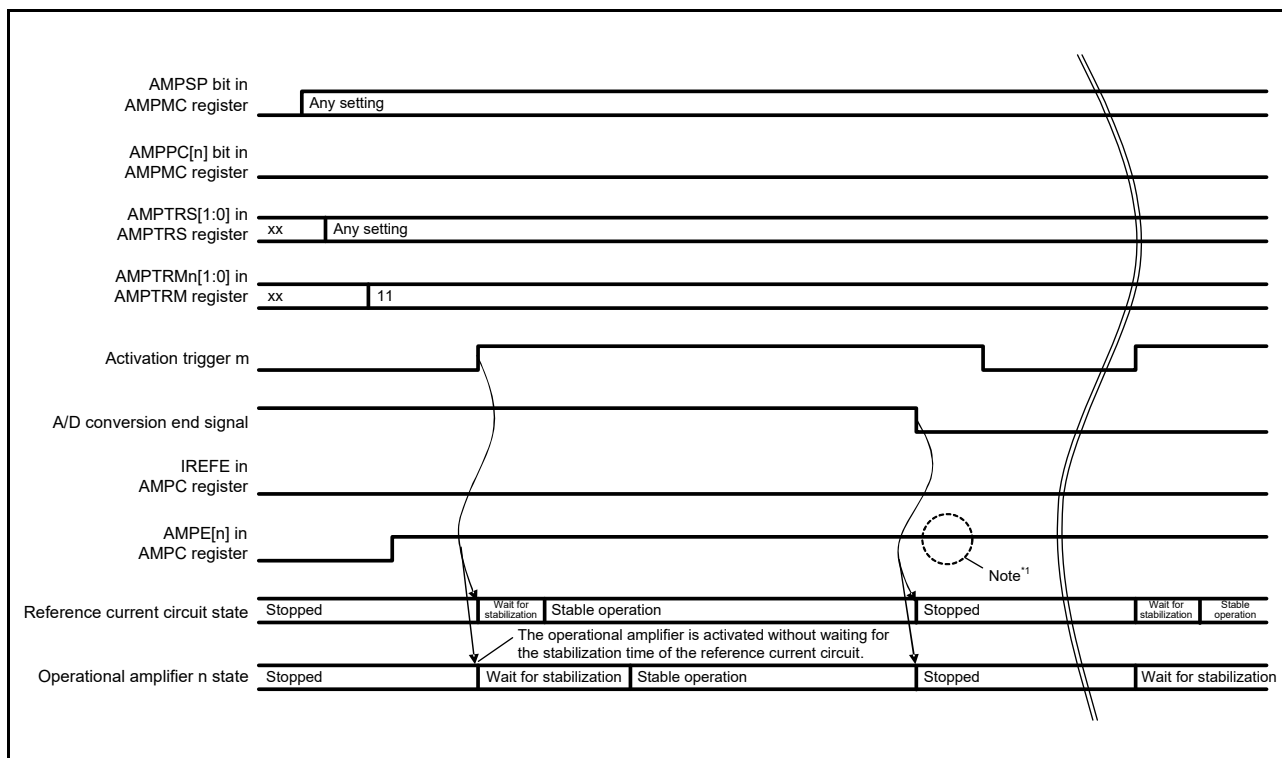 AMPSP bit in
AMPMC register
Any setting
AMPPC[n] bit in
AMPMC register
AMPTRS[1:0] in
AMPTRS register
xx
Any setting
AMPTRMn[1:0] in
AMPTRM register
xx
11
Activation trigger m
A/D conversion end signal
IREFE in
AMPC register
AMPE[n] in
AMPC register
Note*1
Reference current circuit state
Stopped
Wait for
stabilization
Stable operation
Stopped
Wait for
stabilization
Stable
operation
The operational amplifier is activated without waiting for
the stabilization time of the reference current circuit.
Operational amplifier n state
Stopped
Wait for stabilization
Stable operation
Stopped
Wait for stabilization